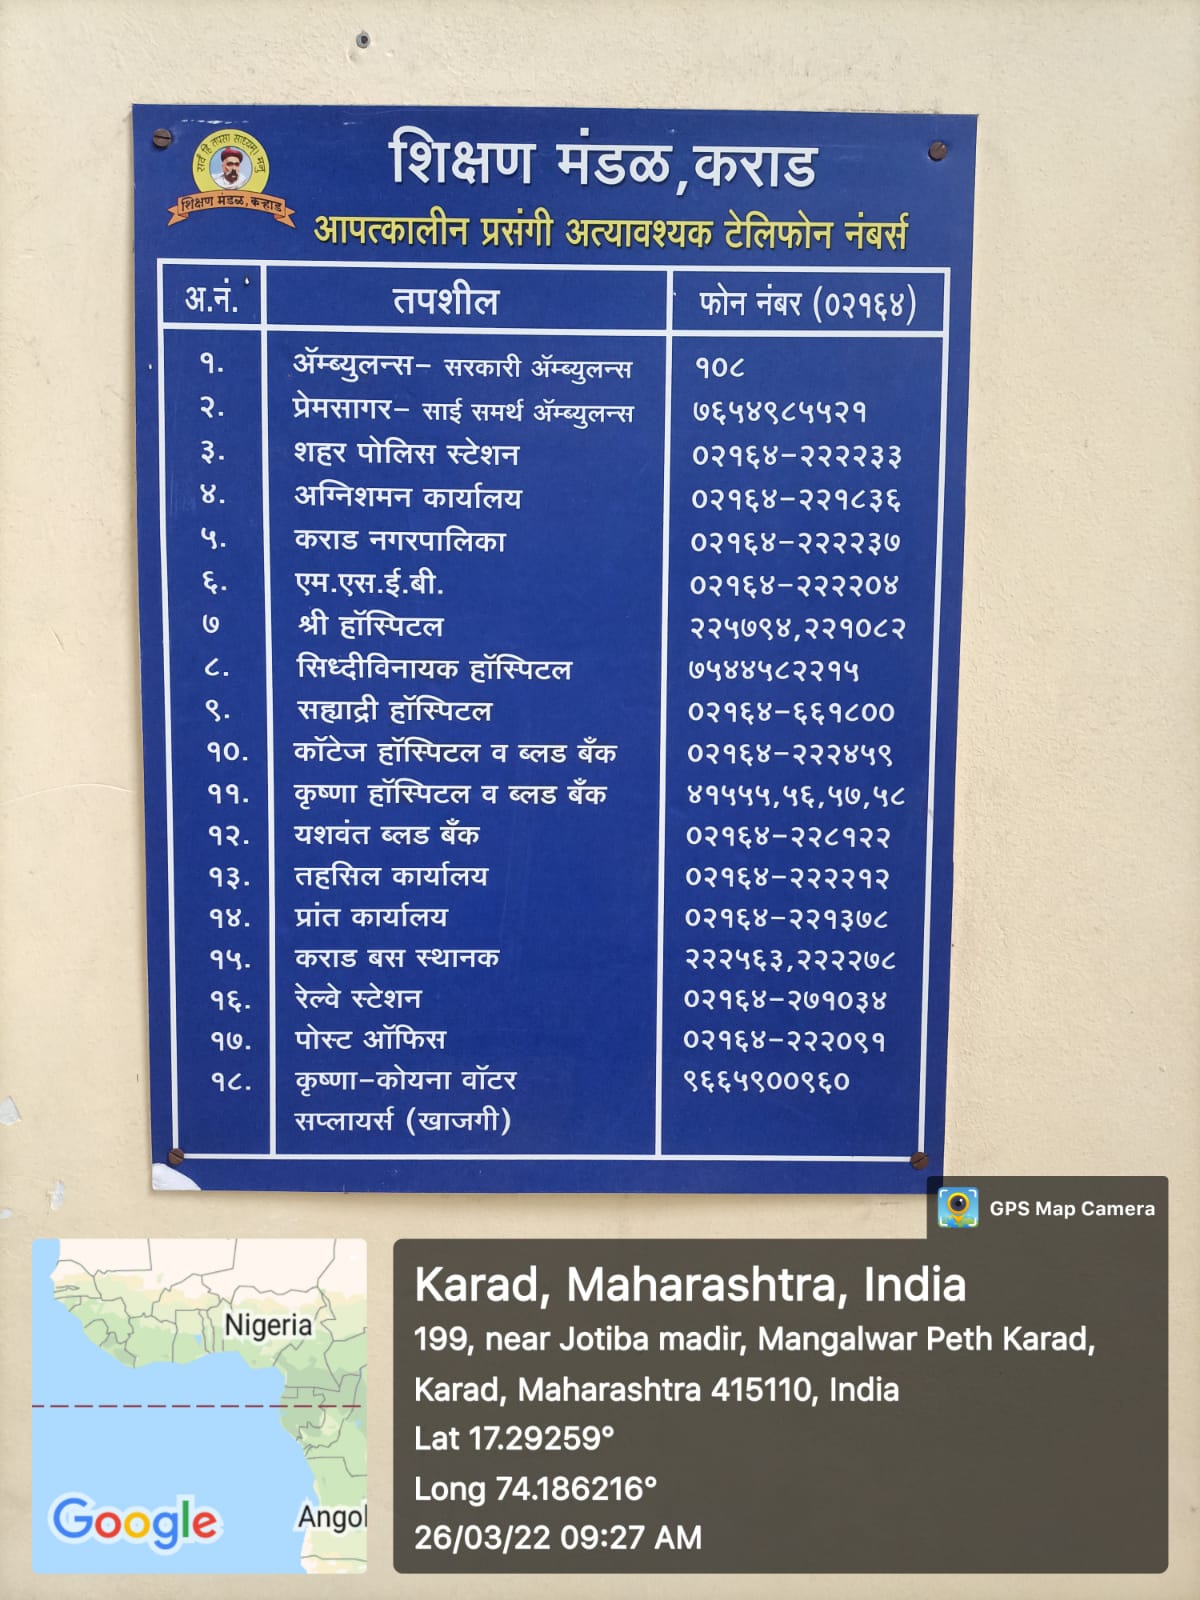 सर्वं हि तपसा साध्यम् मनु
शिक्षण मंडळ, कऱ्हाड
शिक्षण मंडळ,कराड
आपत्कालीन प्रसंगी अत्यावश्यक टेलिफोन नंबर्स
अ.नं. तपशील फोन नंबर (०२१६४)
१. ॲम्ब्युलन्स- सरकारी ॲम्ब्युलन्स १०८
२. प्रेमसागर- साई समर्थ ॲम्ब्युलन्स ७६५४९८५५२१
३. शहर पोलिस स्टेशन ०२१६४-२२२२३३
४. अग्निशमन कार्यालय ०२१६४-२२१८३६
५. कराड नगरपालिका ०२१६४-२२२२३७
६. एम.एस.ई.बी. ०२१६४-२२२२०४
७ श्री हॉस्पिटल २२५७९४,२२१०८२
८. सिध्दीविनायक हॉस्पिटल ७५४४५८२२१५
९. सह्याद्री हॉस्पिटल ०२१६४-६६१८००
१०. कॉटेज हॉस्पिटल व ब्लड बँक ०२१६४-२२२४५९
११. कृष्णा हॉस्पिटल व ब्लड बँक ४१५५५,५६,५७,५८
१२. यशवंत ब्लड बँक ०२१६४-२२८१२२
१३. तहसिल कार्यालय ०२१६४-२२२२१२
१४. प्रांत कार्यालय ०२१६४-२२१३७८
१५. कराड बस स्थानक २२२५६३,२२२२७८
१६. रेल्वे स्टेशन ०२१६४-२७१०३४
१७. पोस्ट ऑफिस ०२१६४-२२२०९१
१८. कृष्णा-कोयना वॉटर ९६६५९००९६०
सप्लायर्स (खाजगी)
GPS Map Camera
Karad, Maharashtra, India
199, near Jotiba madir, Mangalwar Peth Karad,
Karad, Maharashtra 415110, India
Lat 17.29259°
Long 74.186216°
26/03/22 09:27 AM
Nigeria
Angol
Google